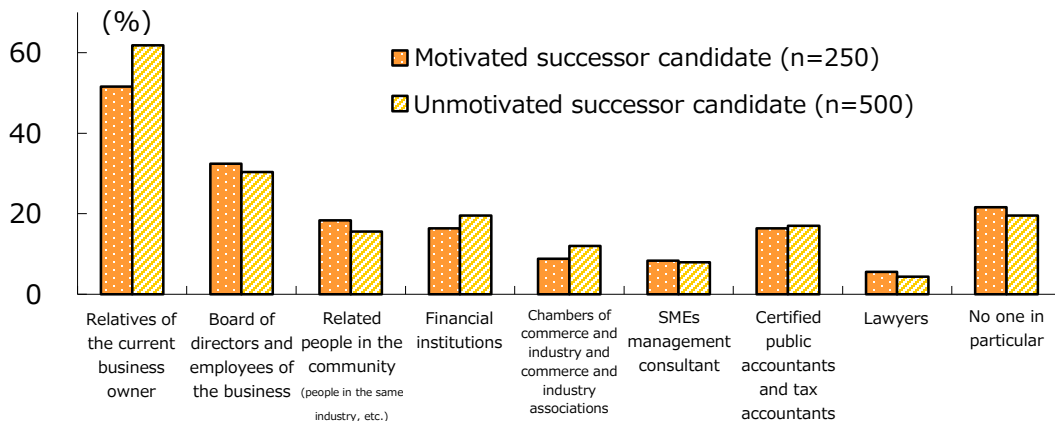 (%)
60
40
20
0
Motivated successor candidate (n=250)
Unmotivated successor candidate (n=500)
Relatives of
the current
business
owner
Board of
directors and
employees of
the business
Related
people in the
community
(people in the same
industry, etc.)
Financial
institutions
Chambers of
commerce and
industry and
commerce and
industry
associations
SMEs
management
consultant
Certified
public
accountants
and tax
accountants
Lawyers
No one in
particular